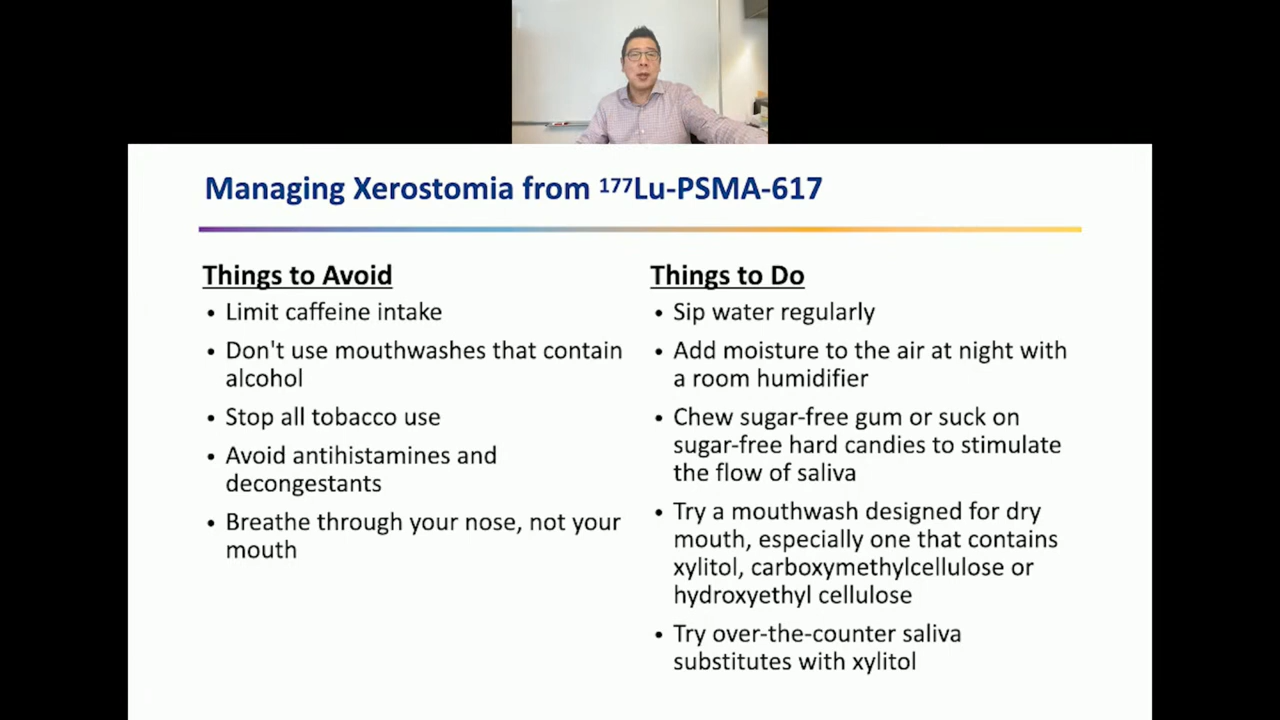 Managing Xerostomia from ¹⁷⁷Lu-PSMA-617
Things to Avoid
• Limit caffeine intake
• Don't use mouthwashes that contain
alcohol
• Stop all tobacco use
• Avoid antihistamines and
decongestants
• Breathe through your nose, not your
mouth
Things to Do
• Sip water regularly
• Add moisture to the air at night with
a room humidifier
• Chew sugar-free gum or suck on
sugar-free hard candies to stimulate
the flow of saliva
• Try a mouthwash designed for dry
mouth, especially one that contains
xylitol, carboxymethylcellulose or
hydroxyethyl cellulose
• Try over-the-counter saliva
substitutes with xylitol